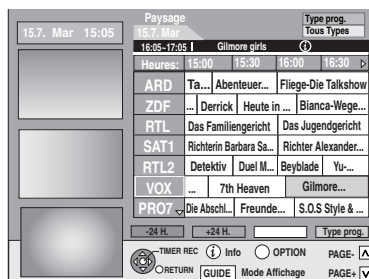 15.7. Mar 15:05
Paysage
15.7. Mar
Type prog.
Tous Types
16:05~17:05 Gilmore girls i
Heures: 15:00 15:30 16:00 16:30
ARD Ta... Abenteuer... Fliege-Die Talkshow
ZDF ... Derrick Heute in ... Bianca-Wege...
RTL Das Familiengericht Das Jugendgericht
SAT1 Richterin Barbara Sa... Richter Alexander...
RTL2 Detektiv Duel M... Beyblade Yu-...
VOX ... 7th Heaven Gilmore...
PRO7 Die Abschl... Freunde... S.O.S Style & ...
-24 H. +24 H. Type prog.
TIMER REC i Info OPTION PAGE-
RETURN GUIDE Mode Affichage PAGE+